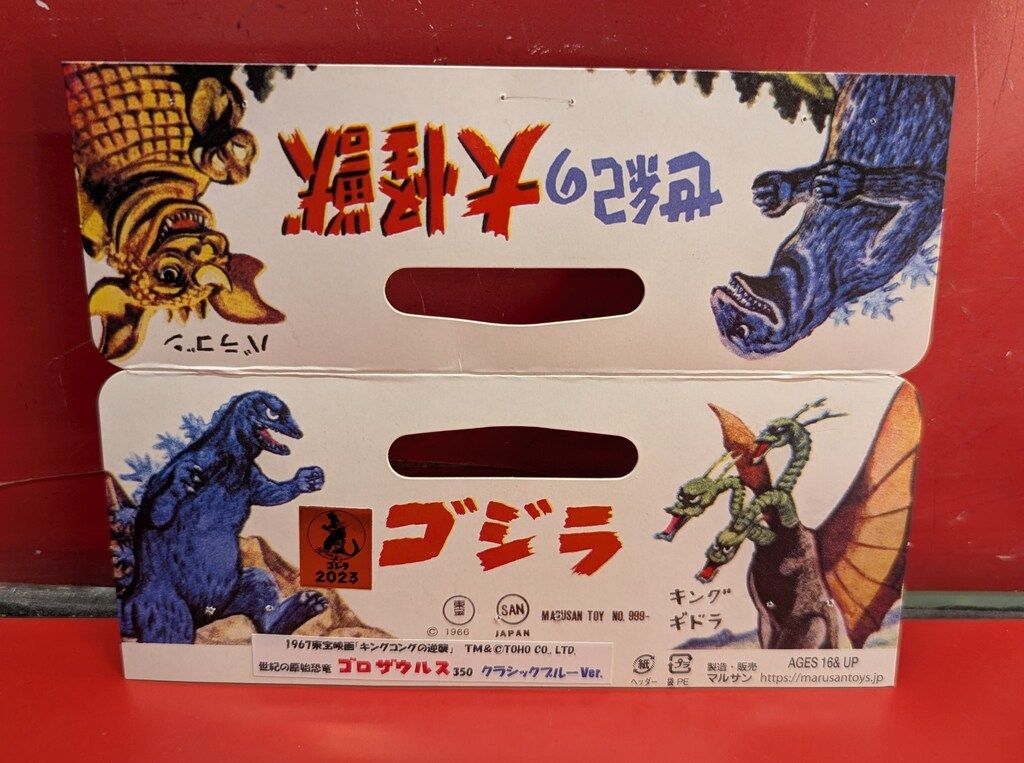 世紀の大怪獣
バラゴン
ゴジラ
ゴジラ
2023
キング
ギドラ
東宝
© 1966
SAN
JAPAN
MARUSAN TOY NO. 999-
1967東宝映画「キングコングの逆襲」 TM&©TOHO CO., LTD.
世紀の原始恐竜 ゴロザウルス 350 クラシックブルーVer.
紙
ヘッダー
プラ
袋 PE
製造・販売
マルサン
AGES 16& UP
https://marusantoys.jp